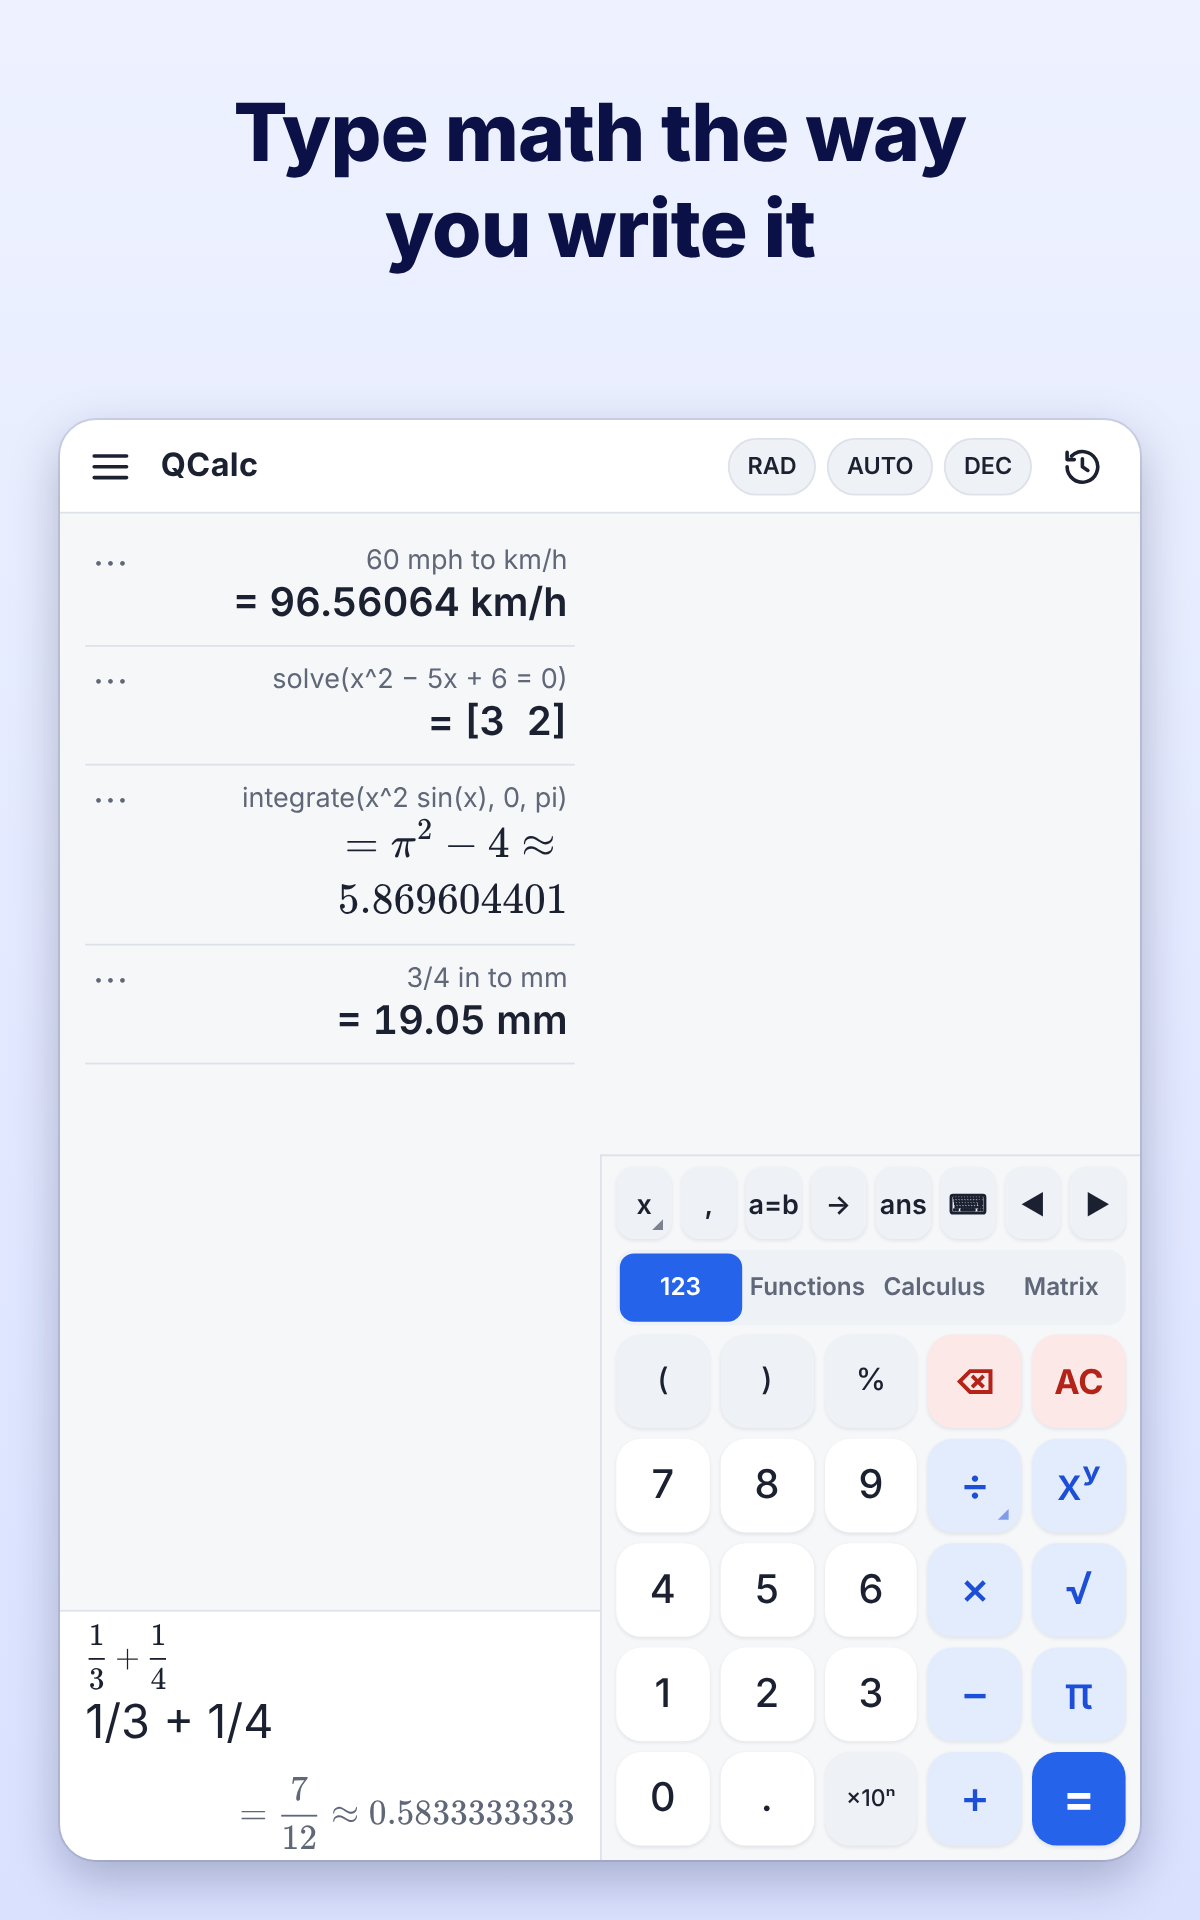 Type math the way
you write it
QCalc
RAD AUTO DEC
60 mph to km/h
= 96.56064 km/h
solve(x^2 − 5x + 6 = 0)
= [3 2]
integrate(x^2 sin(x), 0, pi)
= π² − 4 ≈
5.869604401
3/4 in to mm
= 19.05 mm
1/3 + 1/4
1/3 + 1/4
= 7/12 ≈ 0.5833333333
x , a=b → ans ⌨ ◀ ▶
123 Functions Calculus Matrix
( ) % ⌫ AC
7 8 9 ÷ xʸ
4 5 6 × √
1 2 3 − π
0 . ×10ⁿ + =